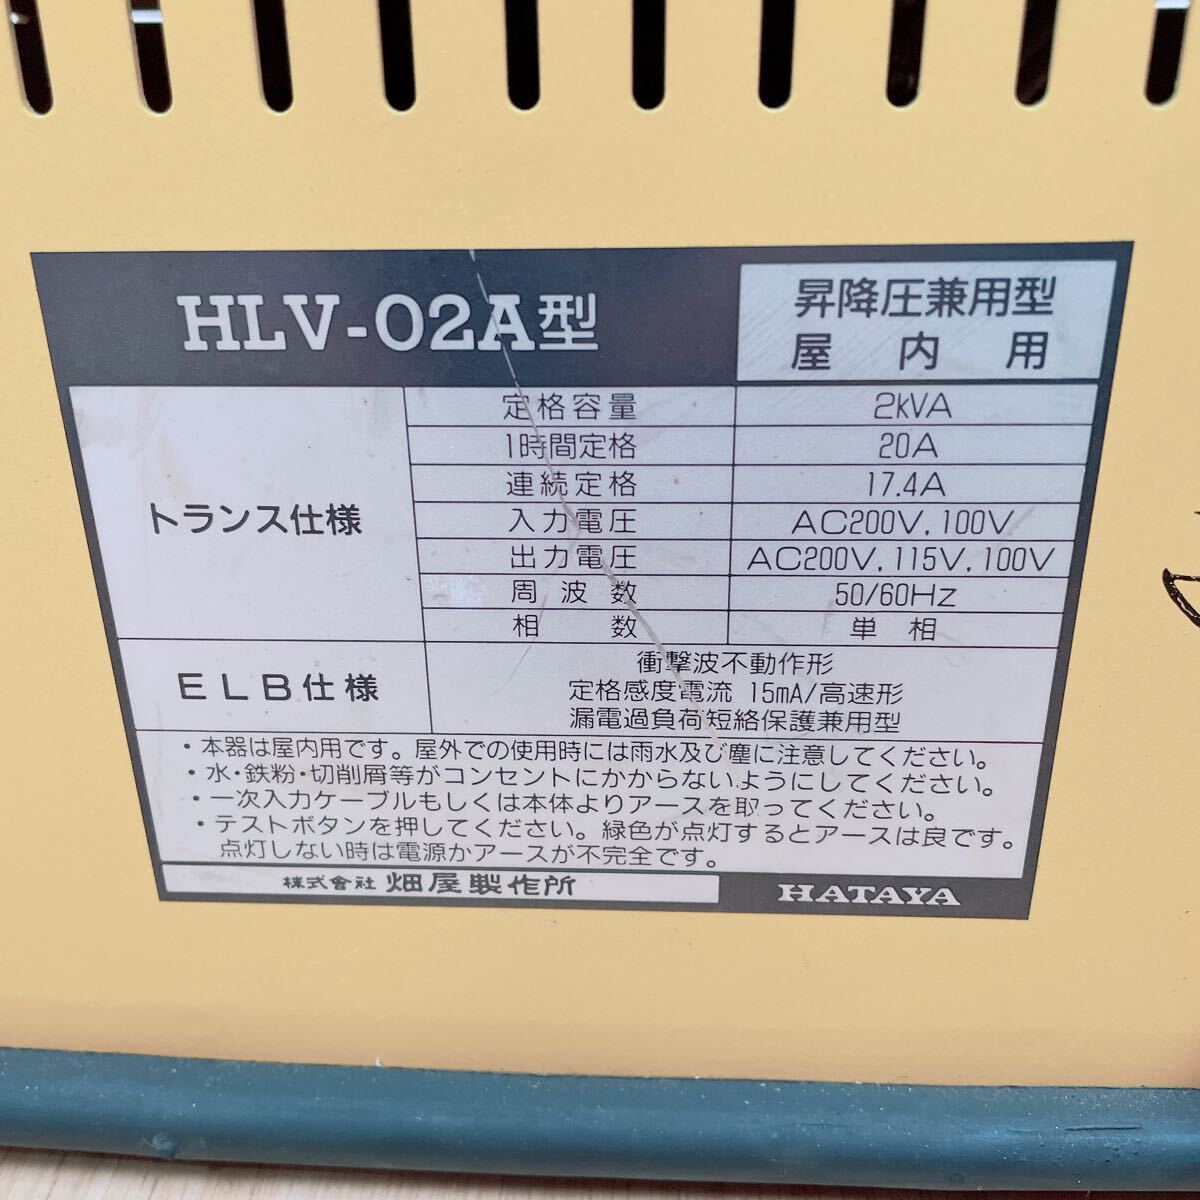 HLV-02A型
昇降圧兼用型
屋内用
トランス仕様
定格容量 2kVA
1時間定格 20A
連続定格 17.4A
入力電圧 AC200V,100V
出力電圧 AC200V,115V,100V
周波数 50/60Hz
相数 単相
ELB仕様
衝撃波不動作形
定格感度電流 15mA/高速形
漏電過負荷短絡保護兼用型
・本器は屋内用です。屋外での使用時には雨水及び塵に注意してください。
・水・鉄粉・切削屑等がコンセントにかからないようにしてください。
・一次入力ケーブルもしくは本体よりアースを取ってください。
・テストボタンを押してください。緑色が点灯するとアースは良です。
点灯しない時は電源かアースが不完全です。
株式会社 畑屋製作所
HATAYA